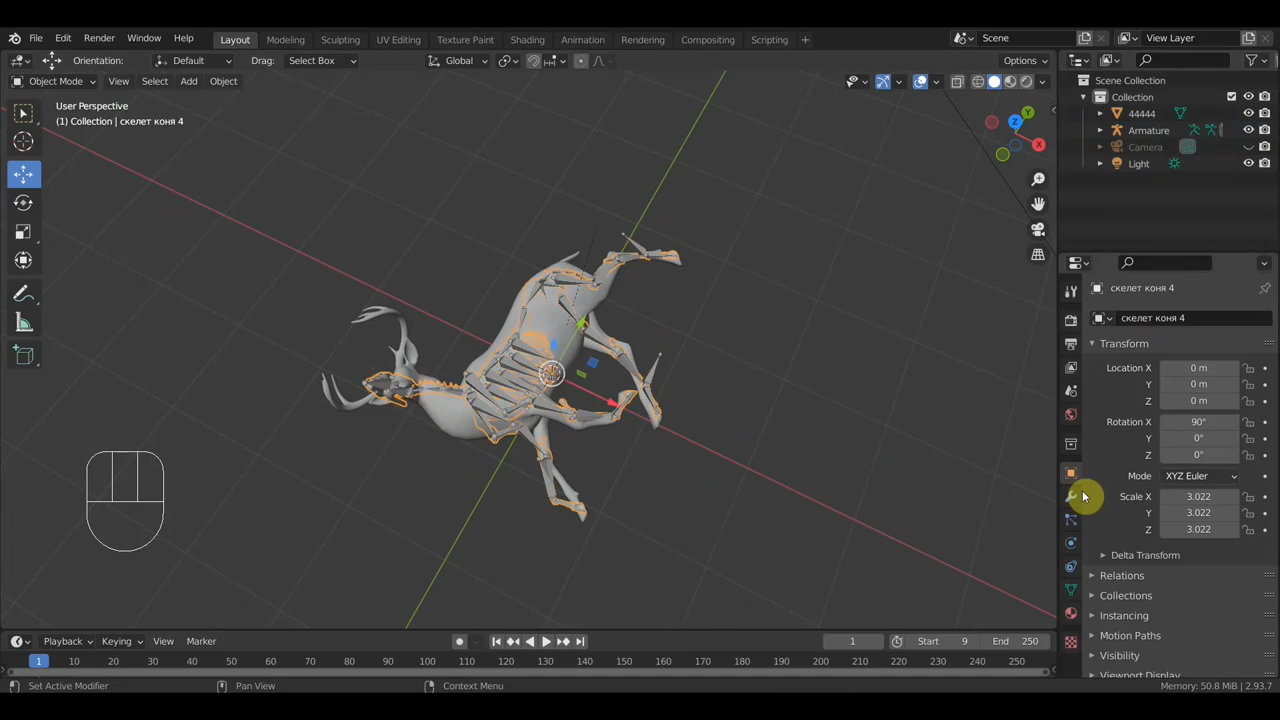 File Edit Render Window Help Layout Modeling Sculpting UV Editing Texture Paint Shading Animation Rendering Compositing Scripting + Scene View Layer
Orientation: Default Drag: Select Box Global Options
Object Mode View Select Add Object
User Perspective
(1) Collection | скелет коня 4
Z
Y
X
Scene Collection
Collection
44444
Armature
Camera
Light
скелет коня 4
скелет коня 4
Transform
Location X 0 m
Y 0 m
Z 0 m
Rotation X 90°
Y 0°
Z 0°
Mode XYZ Euler
Scale X 3.022
Y 3.022
Z 3.022
Delta Transform
Relations
Collections
Instancing
Motion Paths
Visibility
Viewport Display
Playback Keying View Marker 1 Start 9 End 250
1 10 20 30 40 50 60 70 80 90 100 110 120 130 140 150 160 170 180 190 200 210 220 230 240 250
Set Active Modifier Pan View Context Menu Memory: 50.8 MiB | 2.93.7